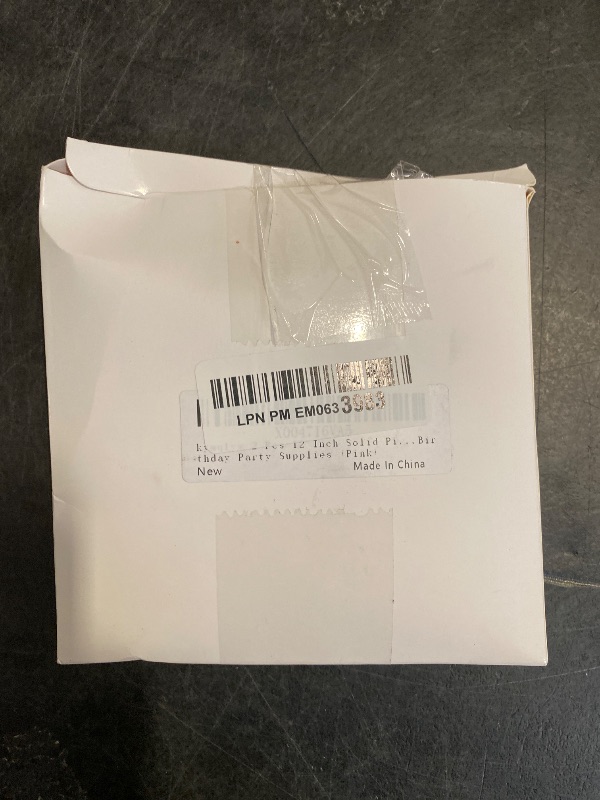 LPN PM EM0633983
12 Inch Solid Pi...Bir
thday Party Supplies (Pink)
New
Made In China